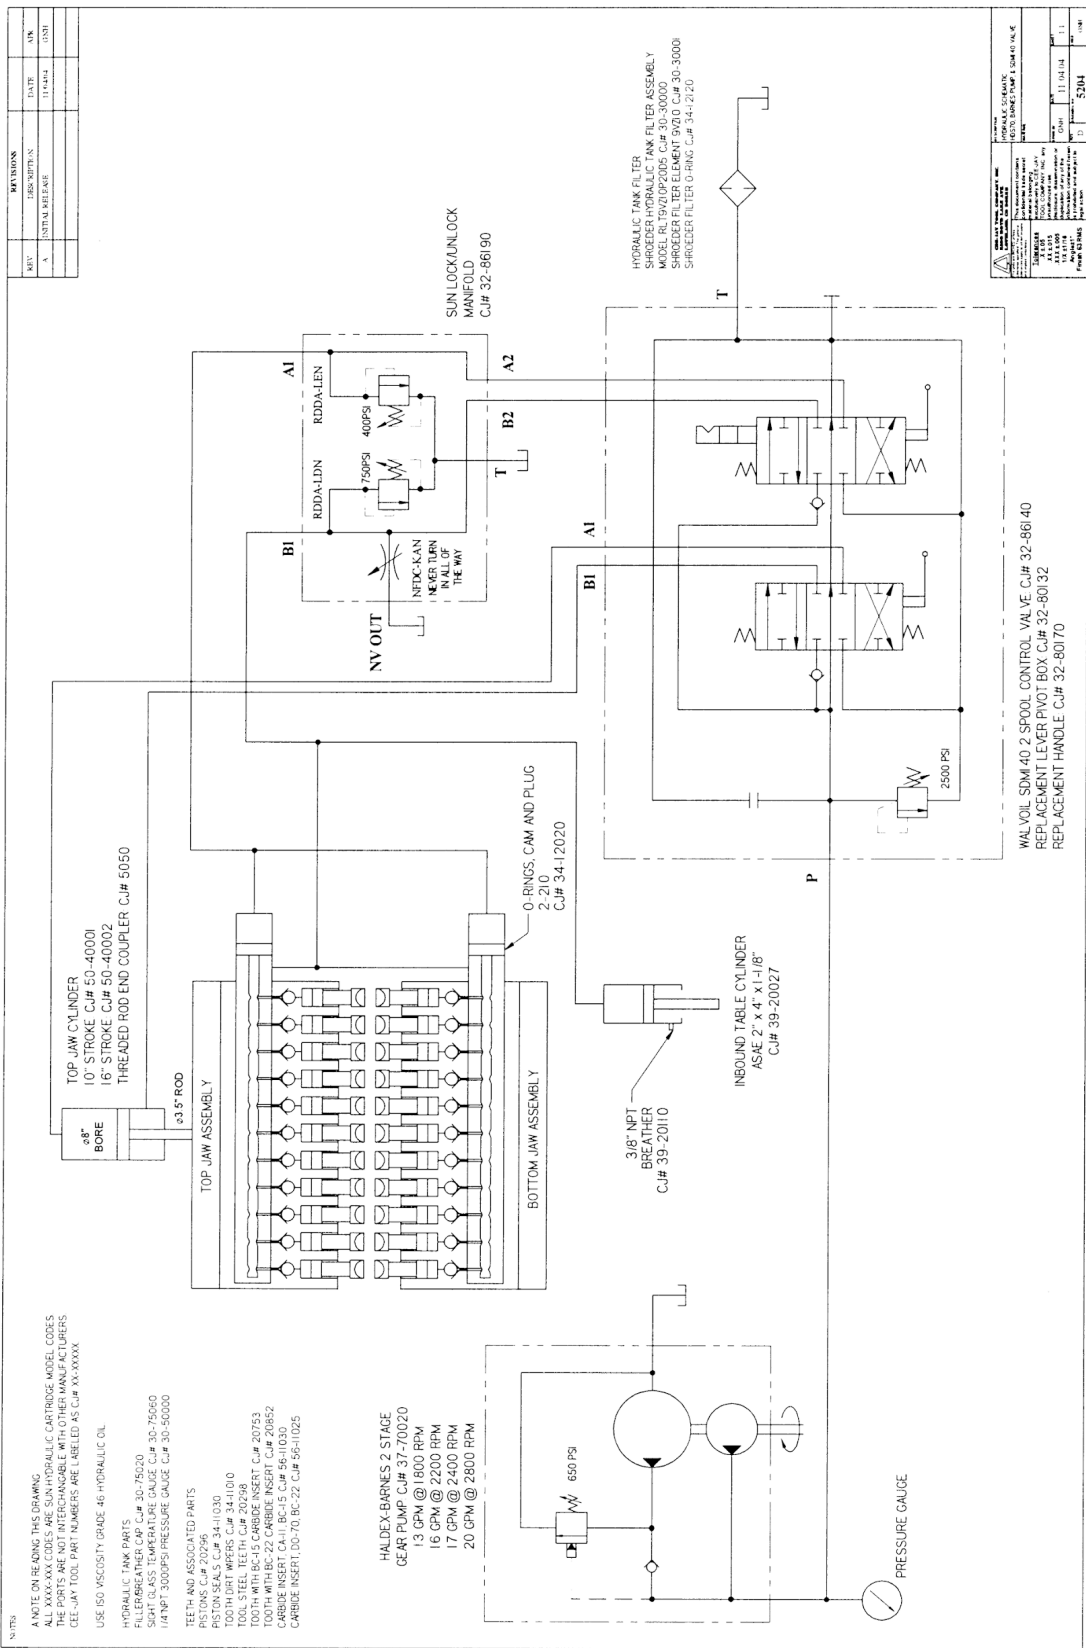 NOTES
A NOTE ON READING THIS DRAWING
ALL XXXX-XXX CODES ARE SUN HYDRAULIC CARTRIDGE MODEL CODES
THE PORTS ARE NOT INTERCHANGABLE WITH OTHER MANUFACTURERS
CEE-JAY TOOL PART NUMBERS ARE LABELED AS CJ# XX-XXXXX
USE ISO VISCOSITY GRADE 46 HYDRAULIC OIL
HYDRAULIC TANK PARTS
FILLER/BREATHER CAP CJ# 30-75020
SIGHT GLASS TEMPERATURE GAUGE CJ# 30-75060
1/4 NPT 3000PSI PRESSURE GAUGE CJ# 30-50000
TEETH AND ASSOCIATED PARTS
PISTONS CJ# 20296
PISTON SEALS CJ# 34-11030
TOOTH DIRT WIPERS CJ# 34-11010
TOOL STEEL TEETH CJ# 20298
TOOTH WITH BC-15 CARBIDE INSERT CJ# 20753
TOOTH WITH BC-22 CARBIDE INSERT CJ# 20852
CARBIDE INSERT, CA-11, BC-15 CJ# 56-11030
CARBIDE INSERT, DD-70, BC-22 CJ# 56-11025
TOP JAW CYLINDER
10" STROKE CJ# 50-40001
16" STROKE CJ# 50-40002
THREADED ROD END COUPLER CJ# 5050
ø8"
BORE
ø3.5" ROD
TOP JAW ASSEMBLY
BOTTOM JAW ASSEMBLY
O-RINGS, CAM AND PLUG
2-210
CJ# 34-12020
SUN LOCK/UNLOCK
MANIFOLD
CJ# 32-86190
A1
RDDA-LEN
400PSI
A2
B1
RDDA-LDN
750PSI
B2
T
NFDC-KAN
NEVER TURN
IN ALL OF
THE WAY
NV OUT
HYDRAULIC TANK FILTER
SHROEDER HYDRAULIC TANK FILTER ASSEMBLY
MODEL RLT9VZ10P20D5 CJ# 30-30000
SHROEDER FILTER ELEMENT 9VZ10 CJ# 30-30001
SHROEDER FILTER O-RING CJ# 34-12120
T
A1
B1
P
2500 PSI
WALVOIL SDM140 2 SPOOL CONTROL VALVE CJ# 32-86140
REPLACEMENT LEVER PIVOT BOX CJ# 32-80132
REPLACEMENT HANDLE CJ# 32-80170
3/8" NPT
BREATHER
CJ# 39-20110
INBOUND TABLE CYLINDER
ASAE 2" x 4" x1-1/8"
CJ# 39-20027
HALDEX-BARNES 2 STAGE
GEAR PUMP CJ# 37-70020
13 GPM @ 1800 RPM
16 GPM @ 2200 RPM
17 GPM @ 2400 RPM
20 GPM @ 2800 RPM
650 PSI
PRESSURE GAUGE
REVISIONS
REV
DESCRIPTION
DATE
APR
A
INITIAL RELEASE
11/04/04
GNH
HYDRAULIC SCHEMATIC
GNH
11 04 04
D
5204